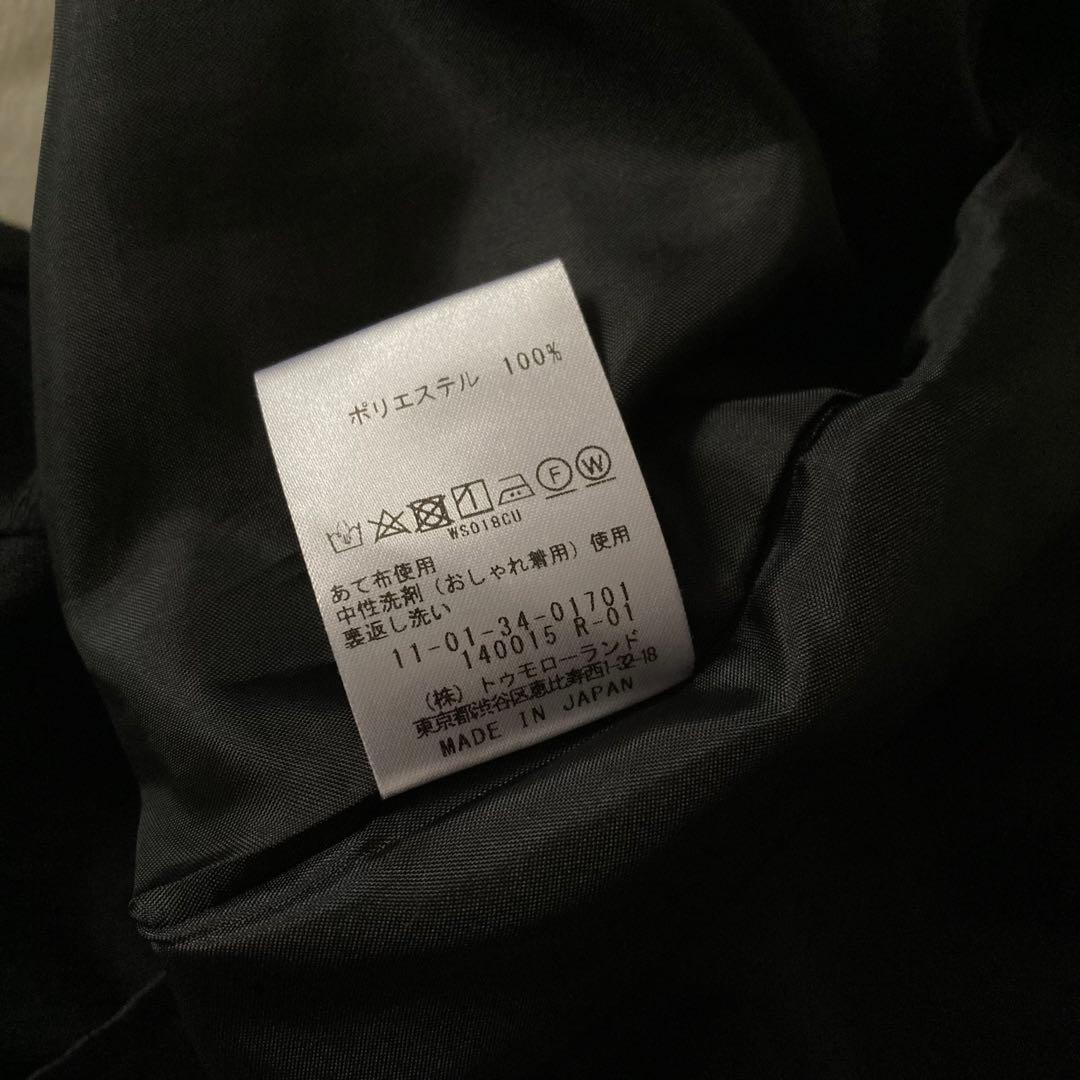 ポリエステル 100%
F W
WS018CU
あて布使用
中性洗剤(おしゃれ着用)使用
裏返し洗い
11-01-34-01701
140015 R-01
(株)トゥモローランド
東京都渋谷区恵比寿西1-32-18
MADE IN JAPAN